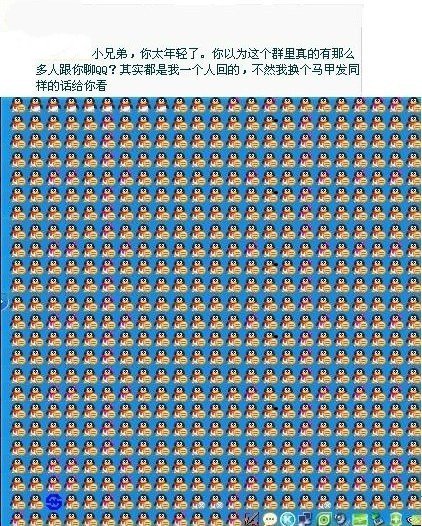 小兄弟，你太年轻了。你以为这个群里真的有那么
多人跟你聊QQ？其实都是我一个人回的，不然我换个马甲发同
样的话给你看